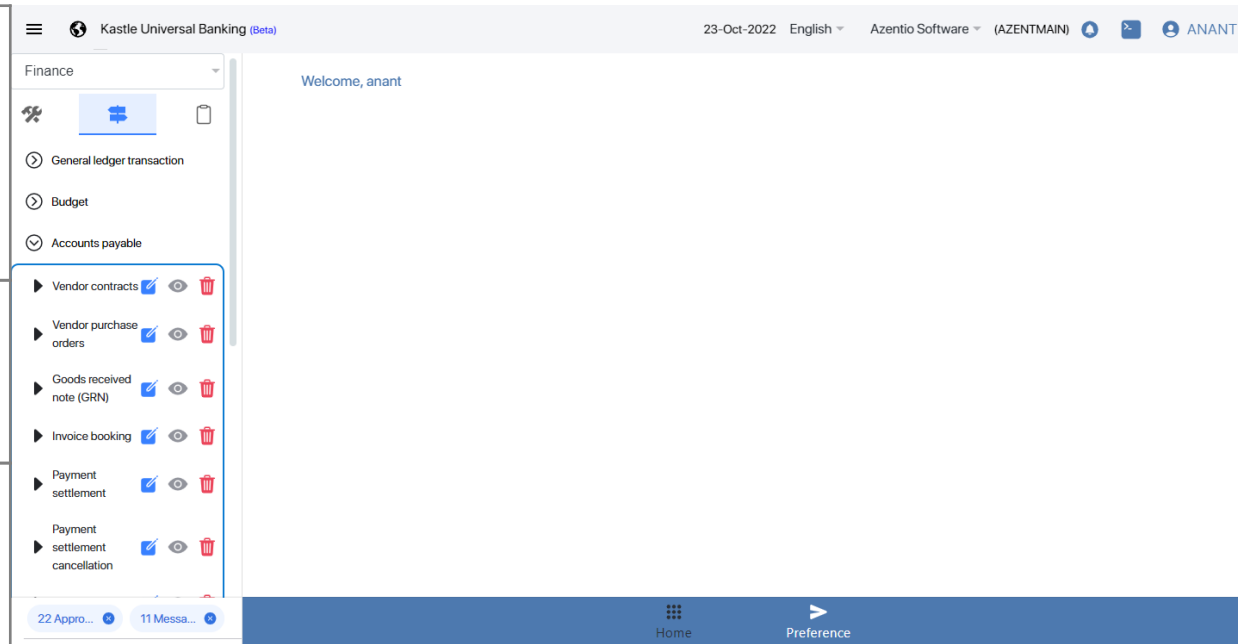 Kastle Universal Banking (Beta)
23-Oct-2022 English Azentio Software (AZENTMAIN) ANANT
Finance
Welcome, anant
General ledger transaction
Budget
Accounts payable
Vendor contracts
Vendor purchase
orders
Goods received
note (GRN)
Invoice booking
Payment
settlement
Payment
settlement
cancellation
22 Appro... 11 Messa...
Home Preference